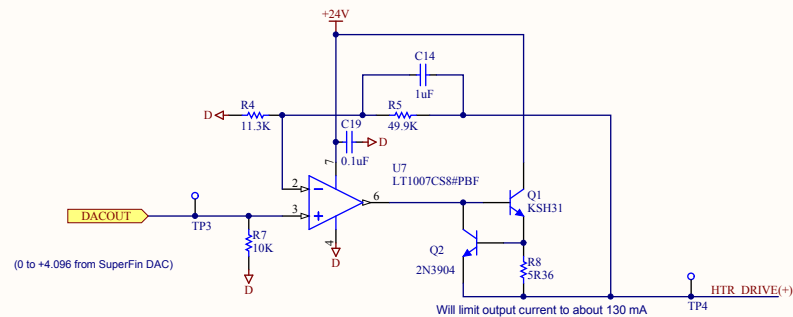 +24V
C14
1uF
R4
D
11.3K
R5
49.9K
C19
D
0.1uF
7
U7
LT1007CS8#PBF
2
6
Q1
KSH31
DACOUT
3
TP3
R7
10K
4
D
Q2
2N3904
R8
5R36
D
(0 to +4.096 from SuperFin DAC)
TP4
HTR_DRIVE(+)
Will limit output current to about 130 mA